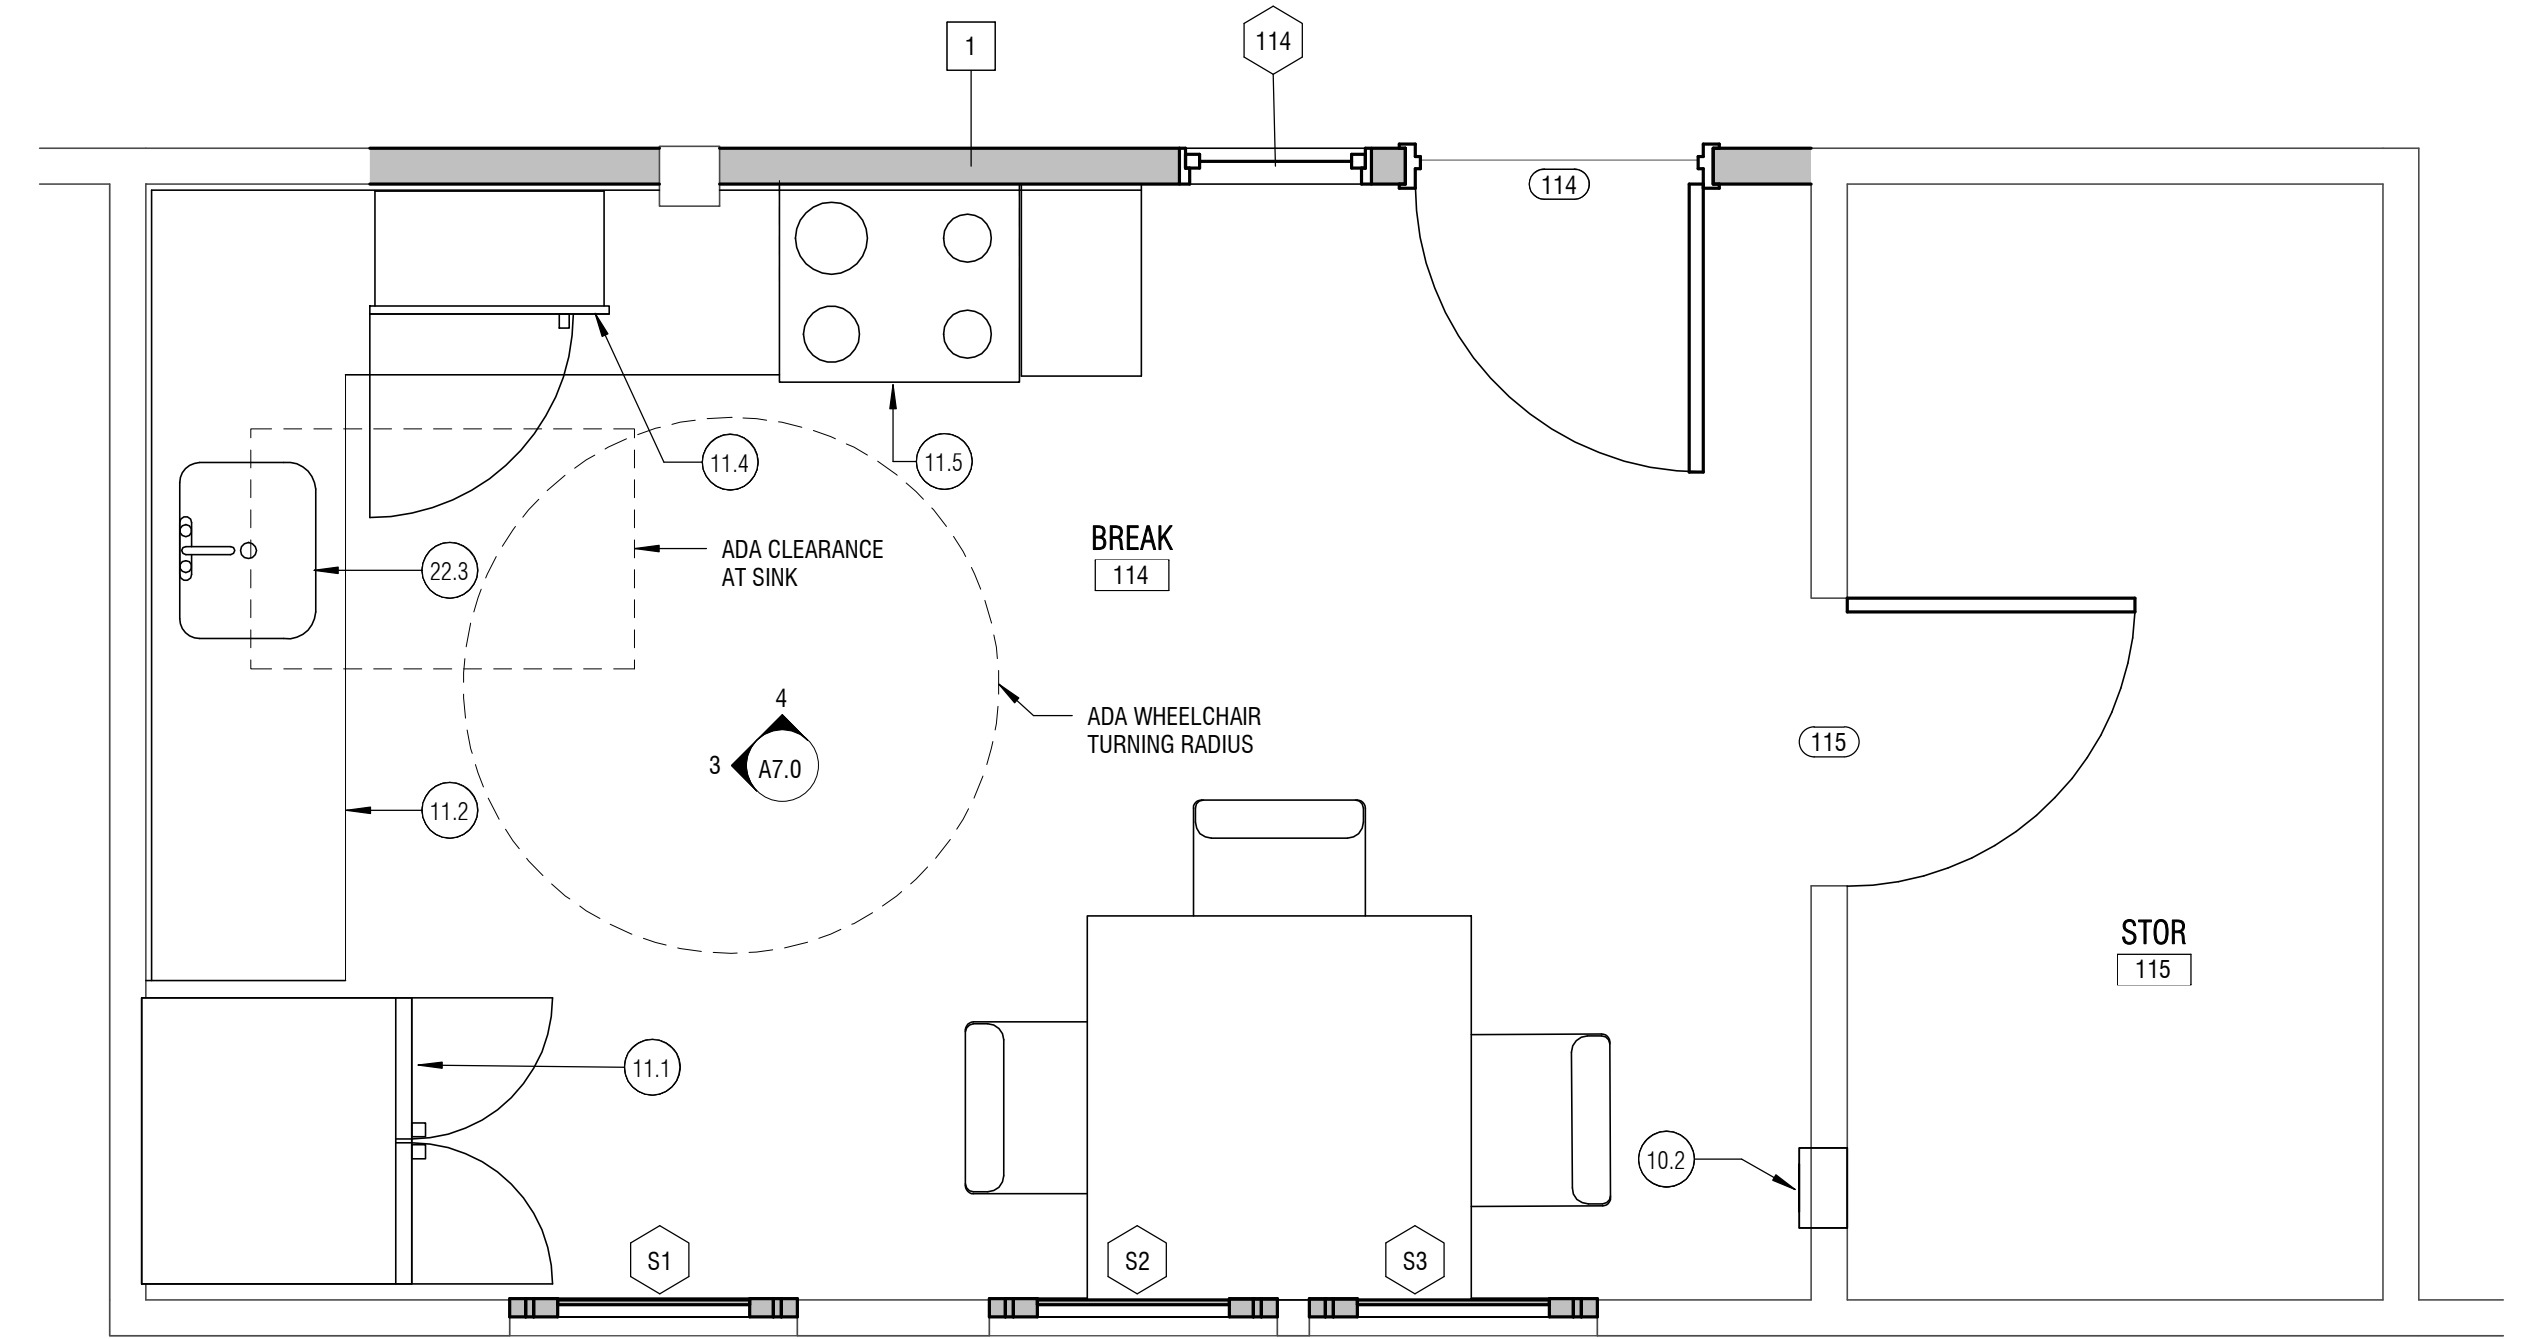 1
114
114
11.4
11.5
BREAK
114
ADA CLEARANCE
AT SINK
22.3
4
3
A7.0
ADA WHEELCHAIR
TURNING RADIUS
115
11.2
STOR
115
11.1
10.2
S1
S2
S3